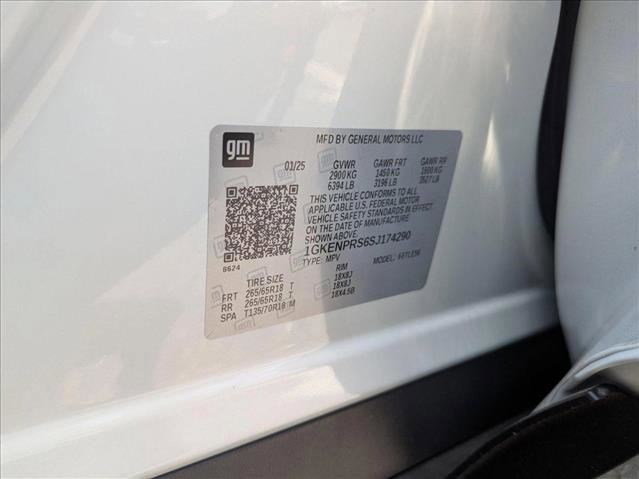 gm
MFD BY GENERAL MOTORS LLC
01/25 GVWR GAWR FRT GAWR RR
2900 KG 1450 KG 1600 KG
6394 LB 3196 LB 3527 LB
THIS VEHICLE CONFORMS TO ALL
APPLICABLE U.S. FEDERAL MOTOR
VEHICLE SAFETY STANDARDS IN EFFECT
ON THE DATE OF MANUFACTURE SHOWN ABOVE.
1GKENPRS6SJ174290
8624
TYPE: MPV MODEL:
TIRE SIZE RIM
FRT 265/65R18 T 18X8J
RR 265/65R18 T 18X8J
SPA T135/70R18 M 18X4.5B